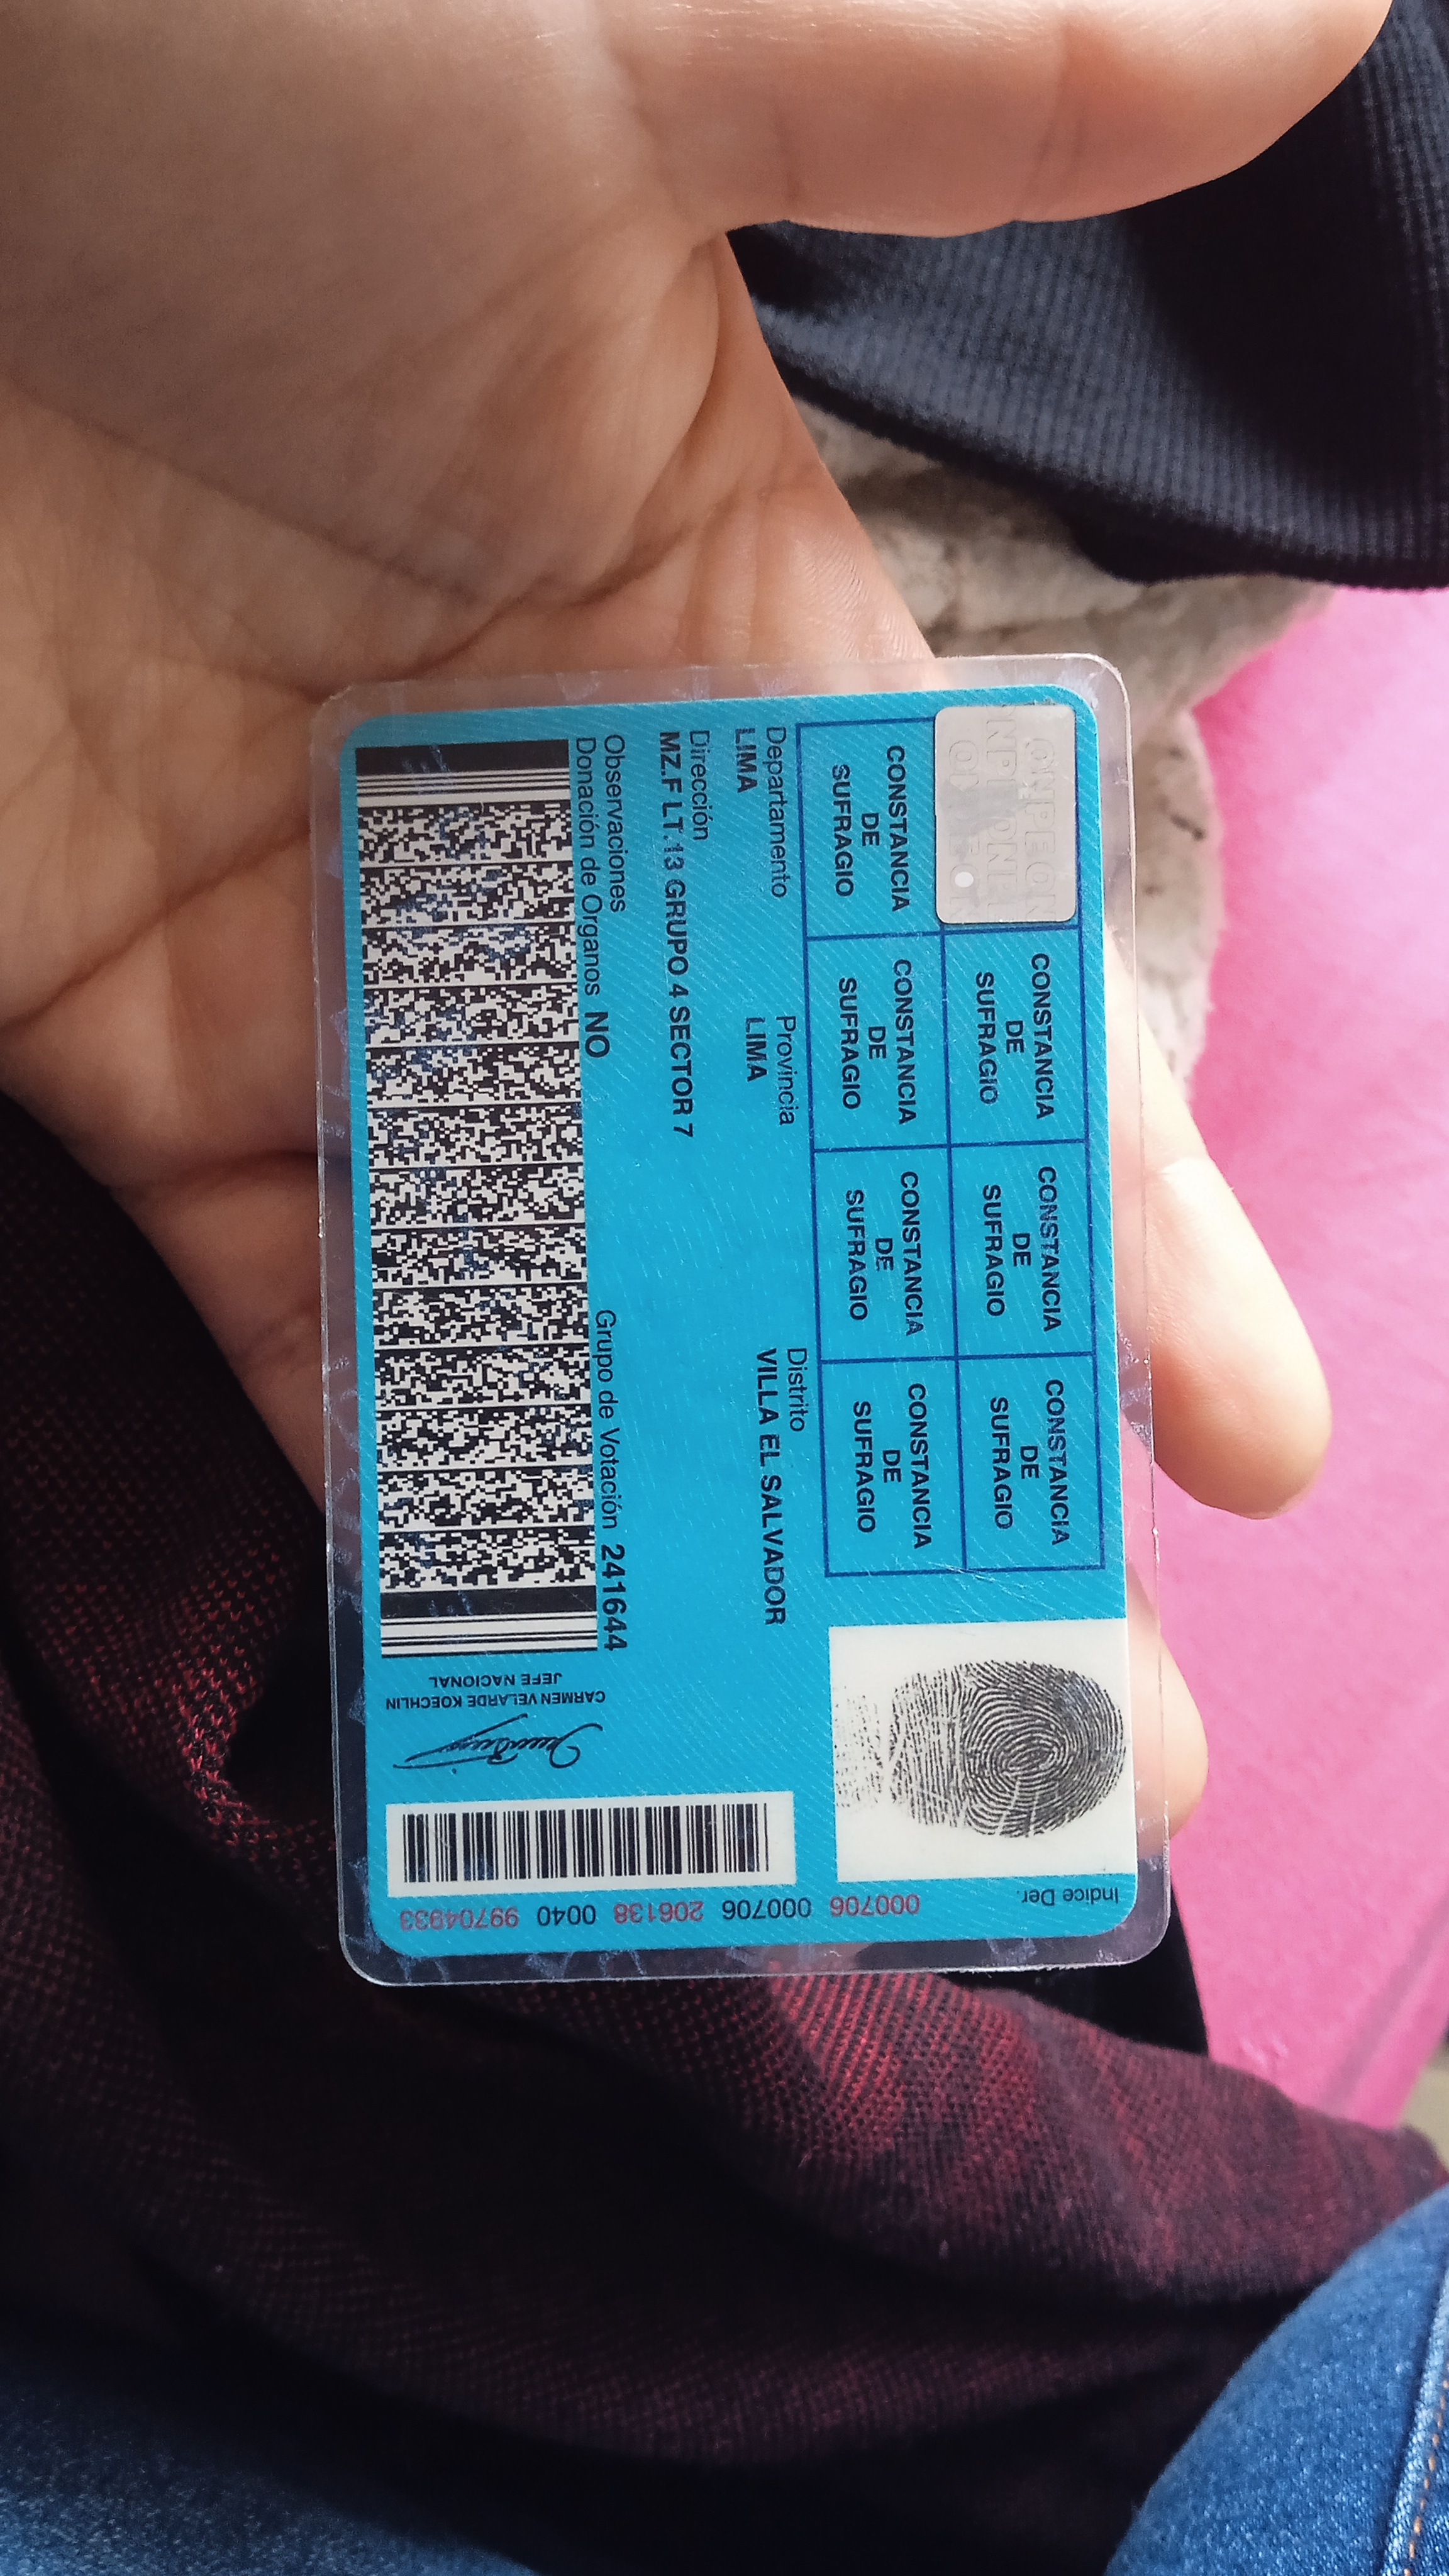 CONSTANCIA
DE
SUFRAGIO
CONSTANCIA
DE
SUFRAGIO
CONSTANCIA
DE
SUFRAGIO
CONSTANCIA
DE
SUFRAGIO
CONSTANCIA
DE
SUFRAGIO
CONSTANCIA
DE
SUFRAGIO
CONSTANCIA
DE
SUFRAGIO
Departamento Provincia Distrito
LIMA LIMA VILLA EL SALVADOR
Dirección
MZ.F LT.13 GRUPO 4 SECTOR 7
Observaciones
Donación de Organos NO Grupo de Votación 241644
Indice Der.
CARMEN VELARDE KOECHLIN
JEFE NACIONAL
000706 000706 206138 0040 99704933